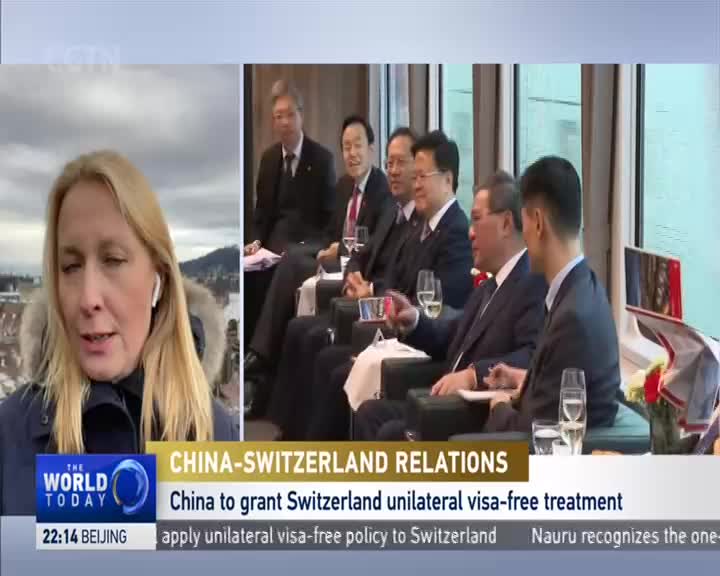 CGTN
CHINA-SWITZERLAND RELATIONS
THE
WORLD
TODAY
China to grant Switzerland unilateral visa-free treatment
22:14 BEIJING
apply unilateral visa-free policy to Switzerland Nauru recognizes the one-